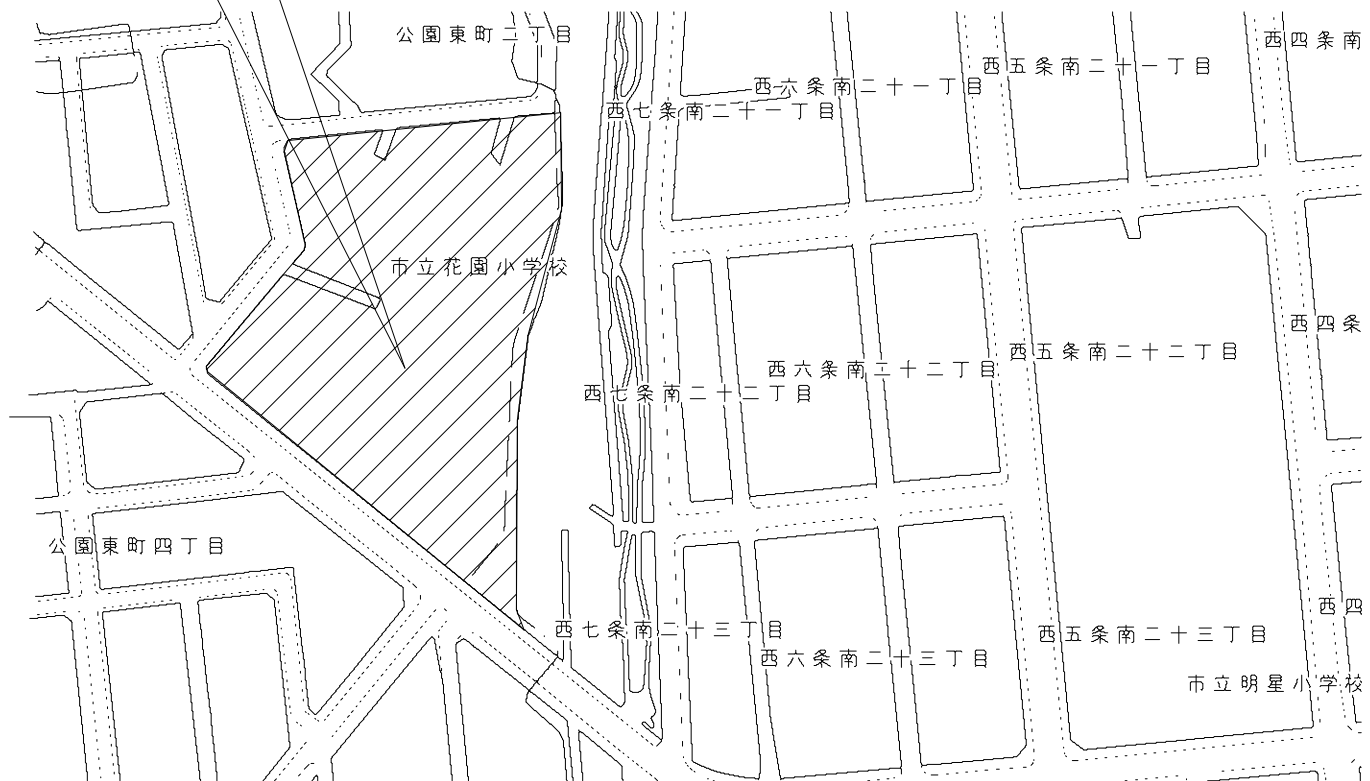 公園東町二丁目
西四条南
西五条南二十一丁目
西六条南二十一丁目
西七条南二十一丁目
市立花園小学校
西四条
西五条南二十二丁目
西六条南二十二丁目
西七条南二十二丁目
公園東町四丁目
西四
西七条南二十三丁目
西五条南二十三丁目
西六条南二十三丁目
市立明星小学校